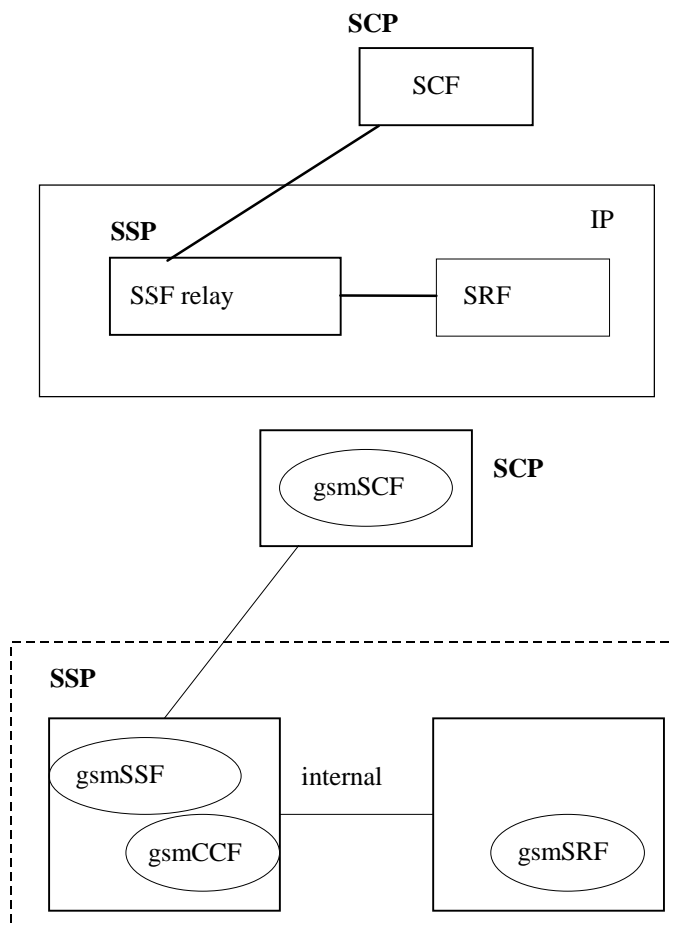 SCP
SCF
IP
SSP
SSF relay
SRF
gsmSCF
SCP
SSP
gsmSSF
internal
gsmCCF
gsmSRF